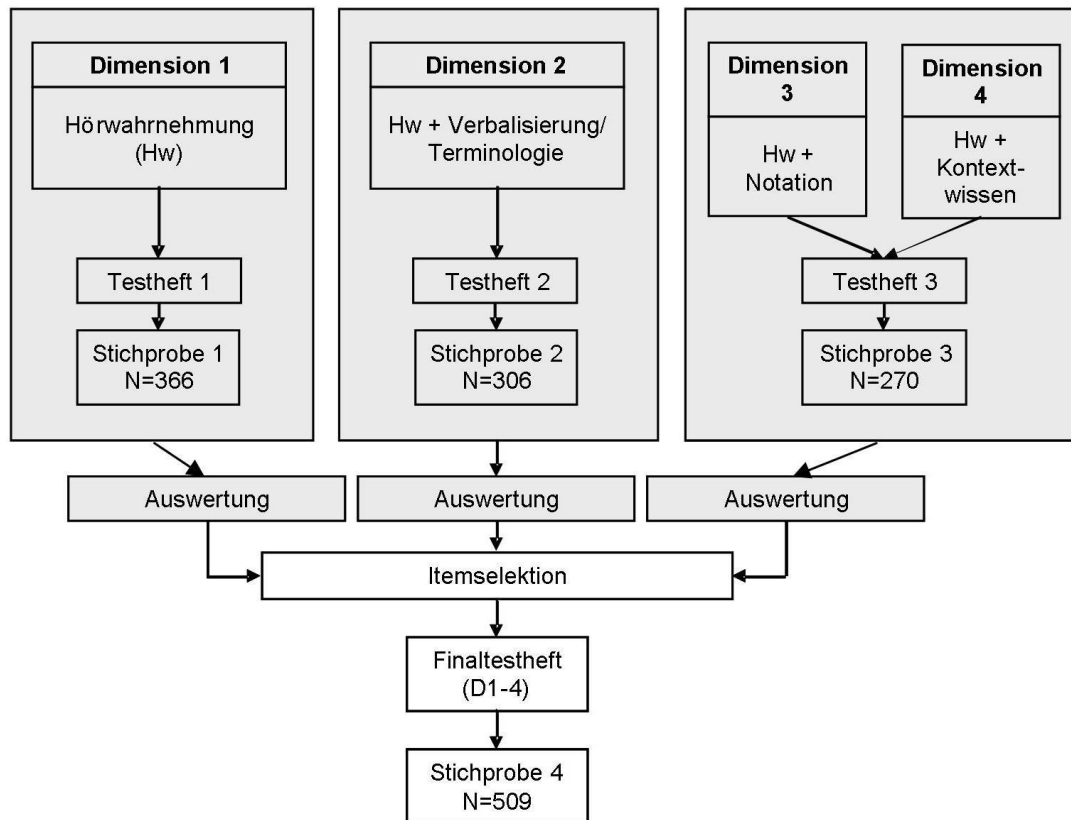 Dimension 1
Hörwahrnehmung
(Hw)
Testheft 1
Stichprobe 1
N=366
Dimension 2
Hw + Verbalisierung/
Terminologie
Testheft 2
Stichprobe 2
N=306
Dimension
3
Hw +
Notation
Dimension
4
Hw +
Kontext-
wissen
Testheft 3
Stichprobe 3
N=270
Auswertung
Auswertung
Auswertung
Itemselektion
Finaltestheft
(D1-4)
Stichprobe 4
N=509